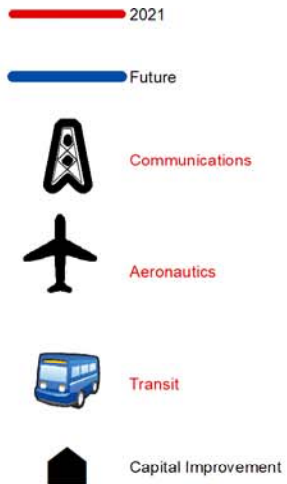 2021
Future
Communications
Aeronautics
Transit
Capital Improvement